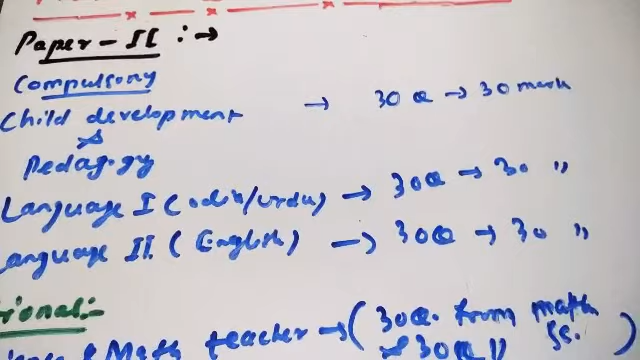 Paper - II :→
Compulsory
Child development → 30 Q → 30 mark
&
Pedagogy
Language I (odia/urdu) → 30Q → 30 "
Language II (English) → 30Q → 30 "
tional:-
& Math teacher → (30Q. from math
& 30Q " Sc. )